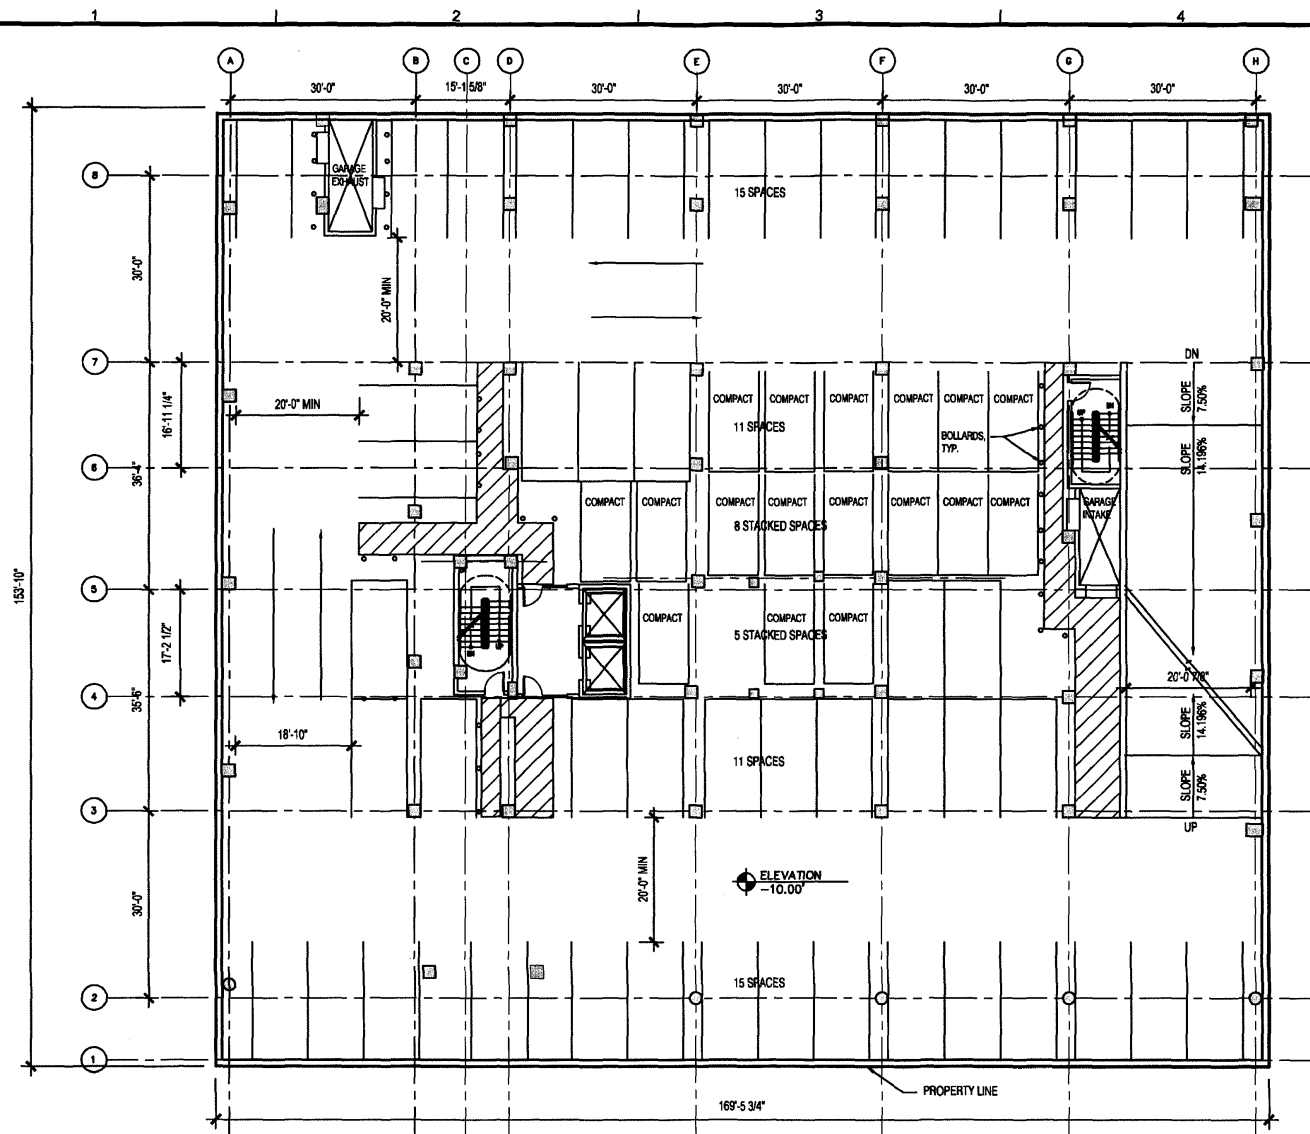 1 2 3 4
A B C D E F G H
30'-0" 15'-1 5/8" 30'-0" 30'-0" 30'-0" 30'-0"
8
GARAGE
EXHAUST
15 SPACES
30'-0"
20'-0" MIN
7
DN
SLOPE
7.50%
20'-0" MIN
16'-11 1/4"
COMPACT COMPACT COMPACT COMPACT COMPACT COMPACT
11 SPACES
BOLLARDS,
TYP.
UP DN
SLOPE
14.196%
6
36'-4"
COMPACT COMPACT COMPACT COMPACT COMPACT COMPACT COMPACT COMPACT
GARAGE
INTAKE
8 STACKED SPACES
5
153'-10"
17'-2 1/2"
COMPACT COMPACT COMPACT
5 STACKED SPACES
DN UP
4
20'-0 7/8"
35'-6"
SLOPE
14.196%
18'-10"
11 SPACES
SLOPE
7.50%
3
UP
20'-0" MIN
ELEVATION
-10.00'
30'-0"
15 SPACES
2
1
PROPERTY LINE
169'-5 3/4"